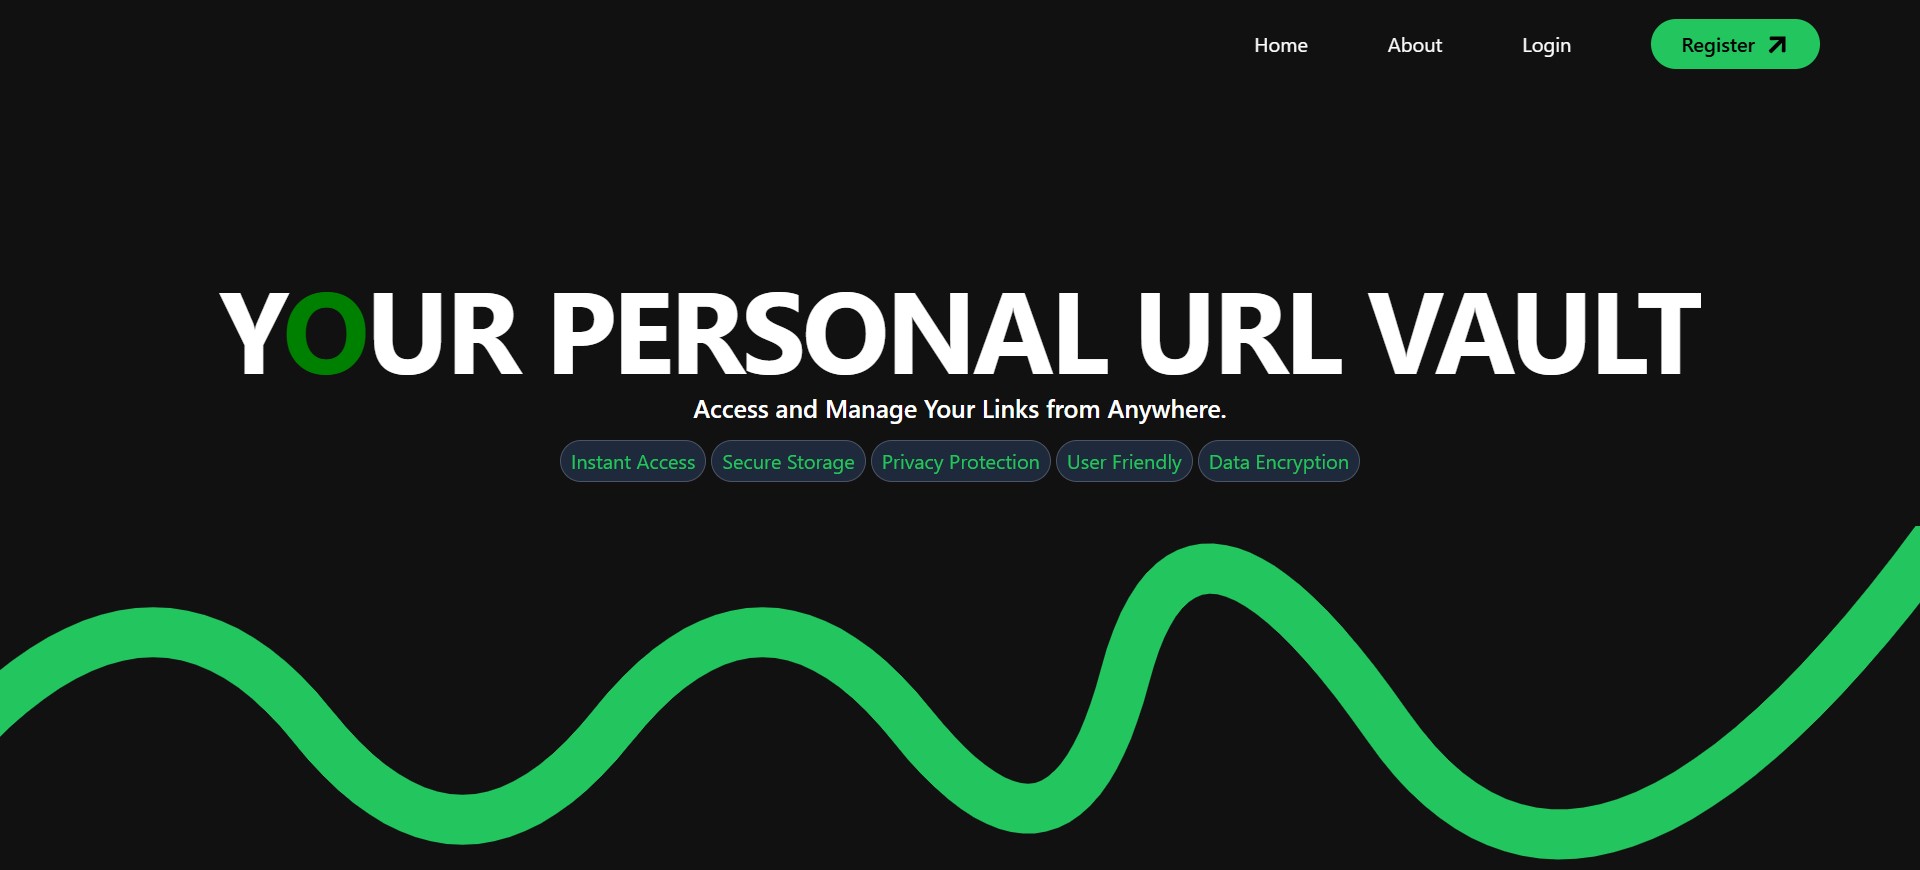 Home About Login Register
YOUR PERSONAL URL VAULT
Access and Manage Your Links from Anywhere.
Instant Access Secure Storage Privacy Protection User Friendly Data Encryption